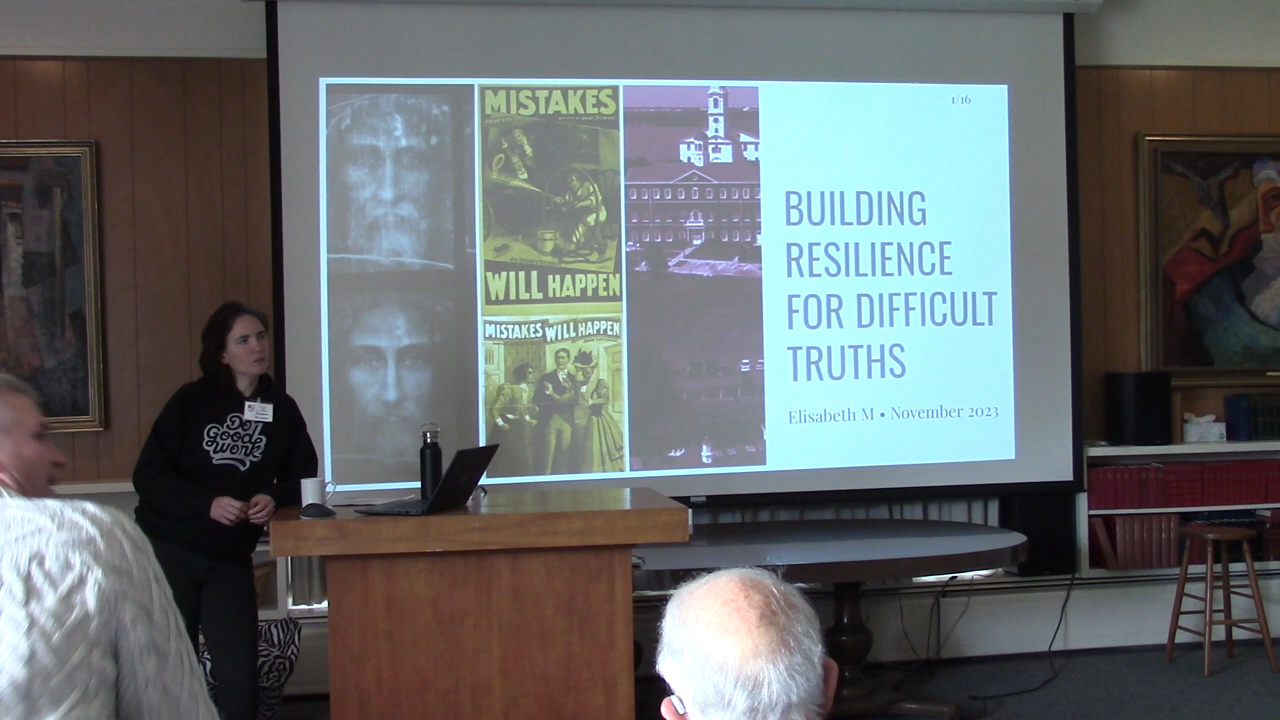 1/16
MISTAKES
WILL HAPPEN
MISTAKES WILL HAPPEN
BUILDING
RESILIENCE
FOR DIFFICULT
TRUTHS
Elisabeth M • November 2023
Do
Good
work